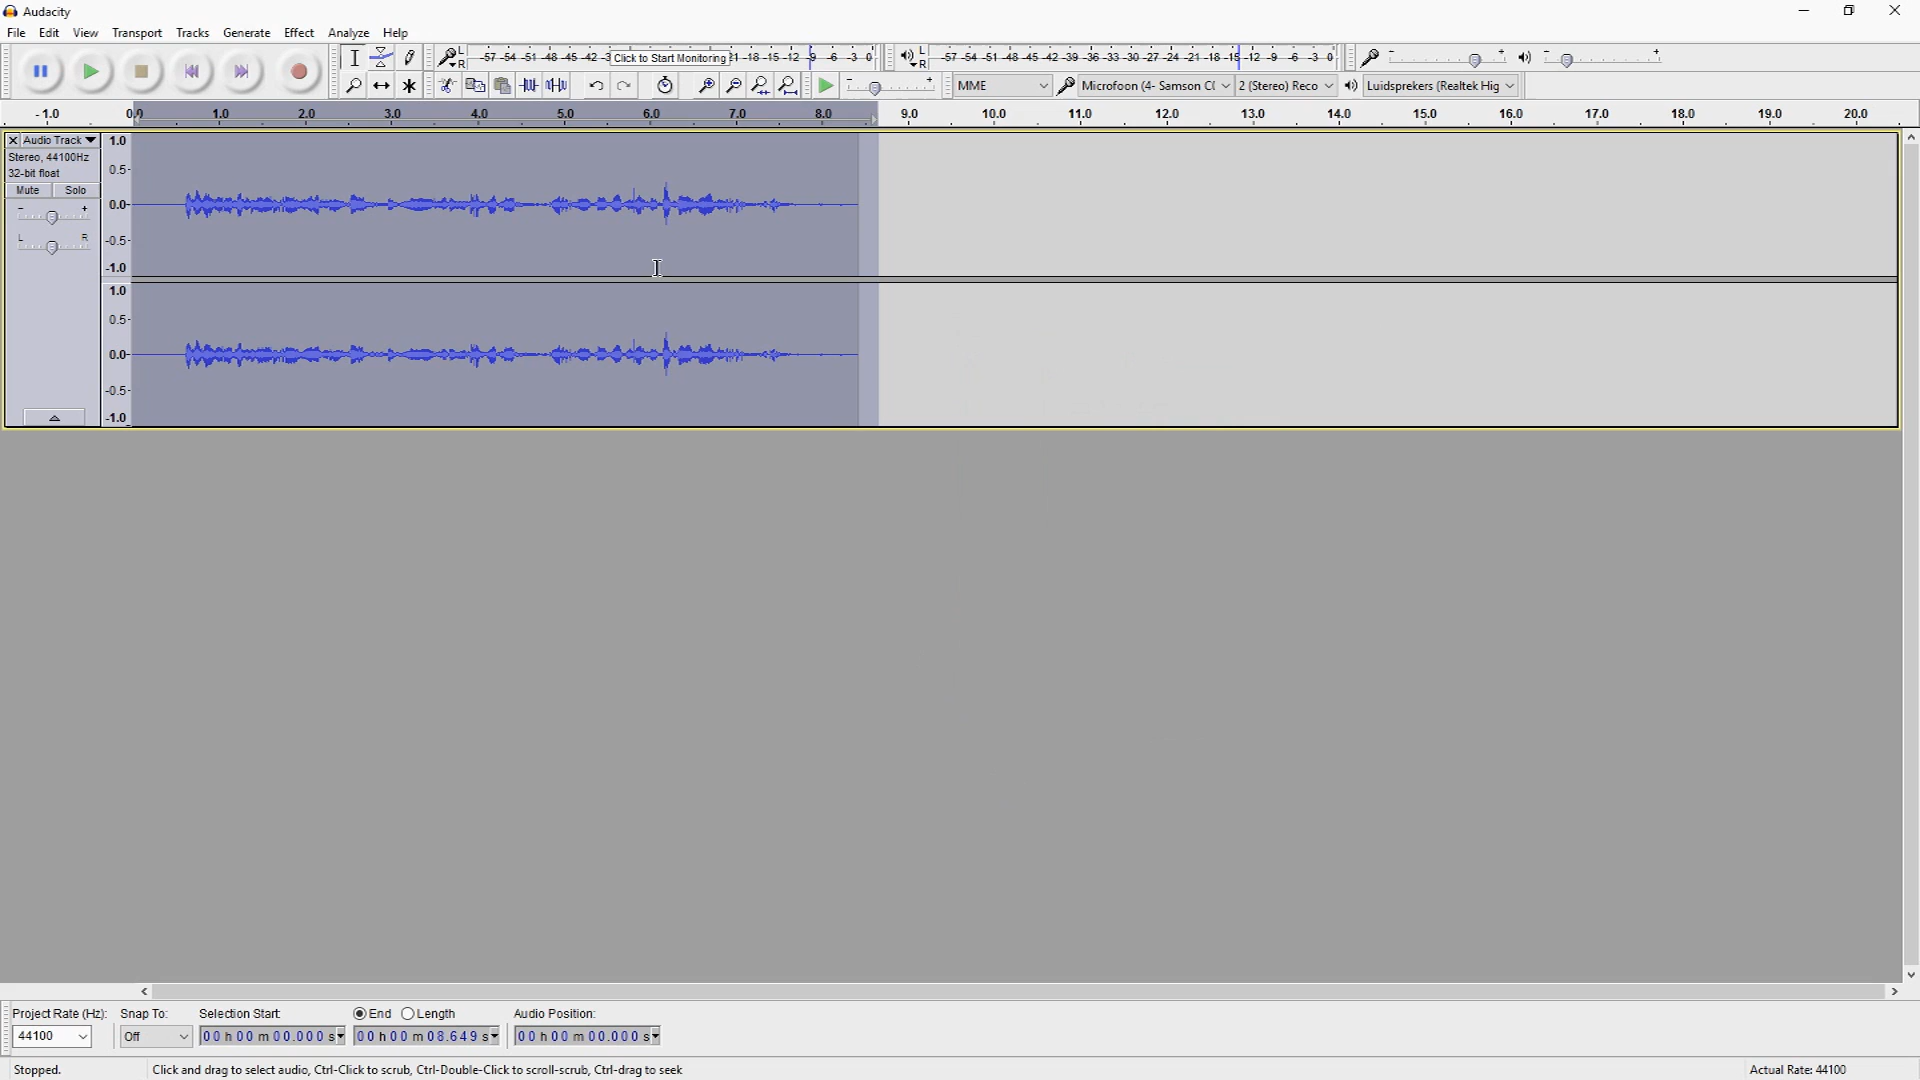 Audacity
File Edit View Transport Tracks Generate Effect Analyze Help
L R -57 -54 -51 -48 -45 -42 -3 Click to Start Monitoring 1 -18 -15 -12 -9 -6 -3 0 L R -57 -54 -51 -48 -45 -42 -39 -36 -33 -30 -27 -24 -21 -18 -15 -12 -9 -6 -3 0 - + - +
- + MME Microfoon (4- Samson C( 2 (Stereo) Reco Luidsprekers (Realtek Hig
-1.0 0.0 1.0 2.0 3.0 4.0 5.0 6.0 7.0 8.0 9.0 10.0 11.0 12.0 13.0 14.0 15.0 16.0 17.0 18.0 19.0 20.0
Audio Track 1.0
Stereo, 44100Hz
32-bit float 0.5-
Mute Solo
- + 0.0-
L R -0.5-
-1.0
1.0
0.5-
0.0-
-0.5-
-1.0
Project Rate (Hz): Snap To: Selection Start: End Length Audio Position:
44100 Off 00 h 00 m 00.000 s 00 h 00 m 08.649 s 00 h 00 m 00.000 s
Stopped. Click and drag to select audio, Ctrl-Click to scrub, Ctrl-Double-Click to scroll-scrub, Ctrl-drag to seek Actual Rate: 44100